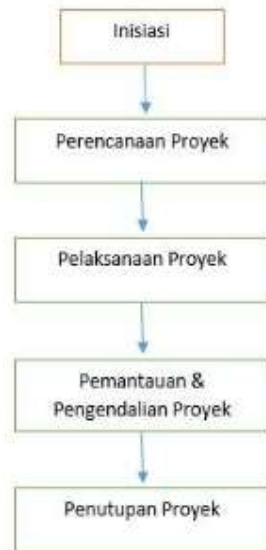 Inisiasi
Perencanaan Proyek
Pelaksanaan Proyek
Pemantauan &
Pengendalian Proyek
Penutupan Proyek